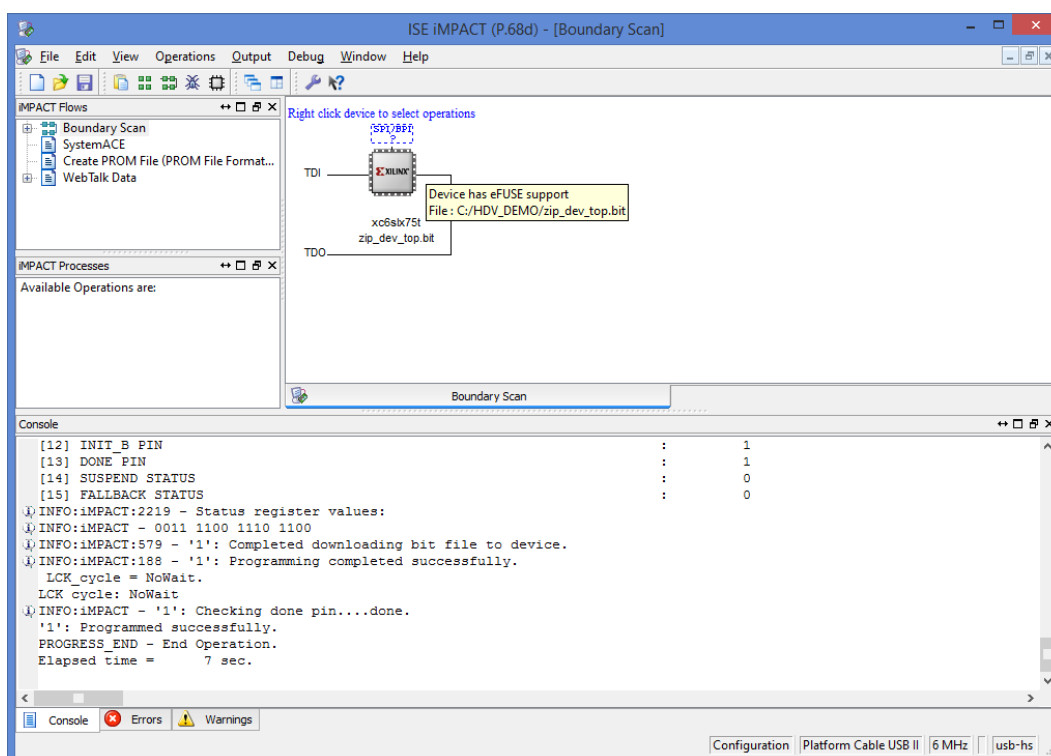 ISE iMPACT (P.68d) - [Boundary Scan]
File Edit View Operations Output Debug Window Help
iMPACT Flows
Boundary Scan
SystemACE
Create PROM File (PROM File Format...
WebTalk Data
iMPACT Processes
Available Operations are:
Right click device to select operations
SPI/BPI
?
TDI
XILINX
Device has eFUSE support
File : C:/HDV_DEMO/zip_dev_top.bit
xc6slx75t
zip_dev_top.bit
TDO
Boundary Scan
Console
[12] INIT_B PIN : 1
[13] DONE PIN : 1
[14] SUSPEND STATUS : 0
[15] FALLBACK STATUS : 0
INFO:iMPACT:2219 - Status register values:
INFO:iMPACT - 0011 1100 1110 1100
INFO:iMPACT:579 - '1': Completed downloading bit file to device.
INFO:iMPACT:188 - '1': Programming completed successfully.
LCK_cycle = NoWait.
LCK cycle: NoWait
INFO:iMPACT - '1': Checking done pin....done.
'1': Programmed successfully.
PROGRESS_END - End Operation.
Elapsed time = 7 sec.
Console Errors Warnings
Configuration Platform Cable USB II 6 MHz usb-hs